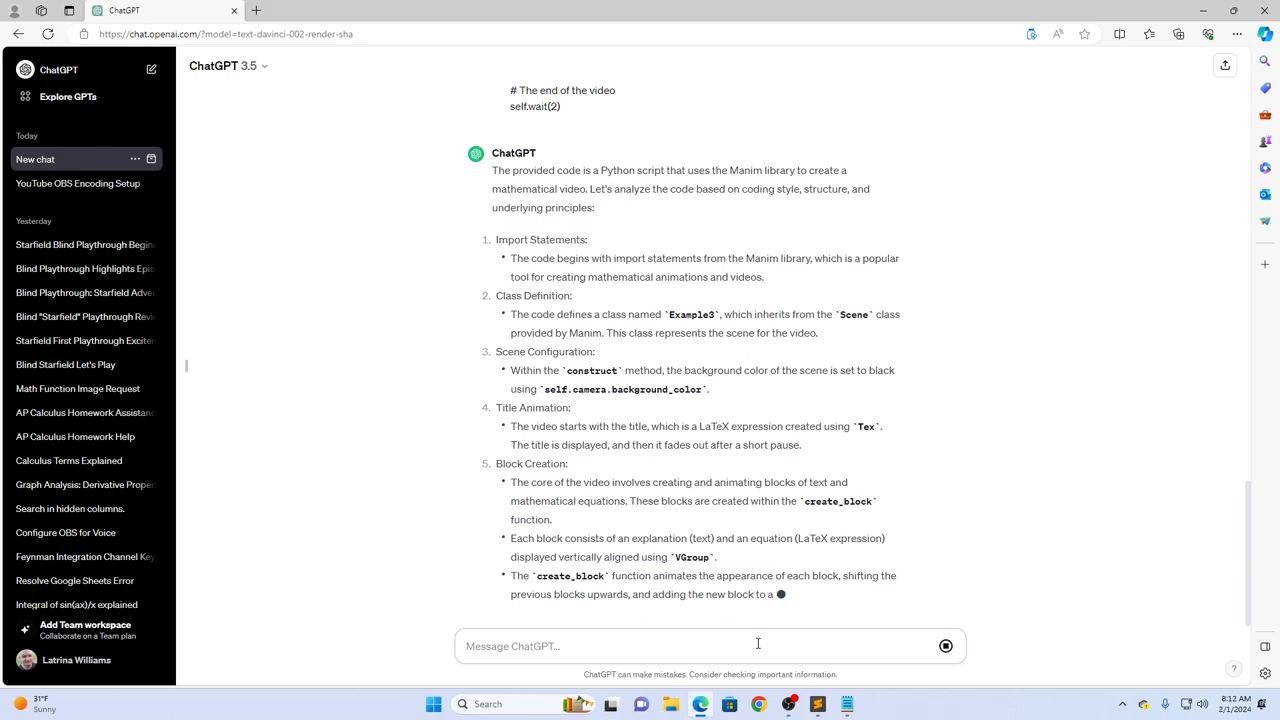 ChatGPT
https://chat.openai.com/?model=text-davinci-002-render-sha
ChatGPT
Explore GPTs
Today
New chat
YouTube OBS Encoding Setup
Yesterday
Starfield Blind Playthrough Begin
Blind Playthrough Highlights Epis
Blind Playthrough: Starfield Adve
Blind "Starfield" Playthrough Revi
Starfield First Playthrough Exciten
Blind Starfield Let's Play
Math Function Image Request
AP Calculus Homework Assistanc
AP Calculus Homework Help
Calculus Terms Explained
Graph Analysis: Derivative Proper
Search in hidden columns.
Configure OBS for Voice
Feynman Integration Channel Key
Resolve Google Sheets Error
Integral of sin(ax)/x explained
Add Team workspace
Collaborate on a Team plan
Latrina Williams
ChatGPT 3.5
# The end of the video
self.wait(2)
ChatGPT
The provided code is a Python script that uses the Manim library to create a
mathematical video. Let's analyze the code based on coding style, structure, and
underlying principles:
1. Import Statements:
• The code begins with import statements from the Manim library, which is a popular
tool for creating mathematical animations and videos.
2. Class Definition:
• The code defines a class named `Example3`, which inherits from the `Scene` class
provided by Manim. This class represents the scene for the video.
3. Scene Configuration:
• Within the `construct` method, the background color of the scene is set to black
using `self.camera.background_color`.
4. Title Animation:
• The video starts with the title, which is a LaTeX expression created using `Tex`.
The title is displayed, and then it fades out after a short pause.
5. Block Creation:
• The core of the video involves creating and animating blocks of text and
mathematical equations. These blocks are created within the `create_block`
function.
• Each block consists of an explanation (text) and an equation (LaTeX expression)
displayed vertically aligned using `VGroup`.
• The `create_block` function animates the appearance of each block, shifting the
previous blocks upwards, and adding the new block to a
Message ChatGPT...
ChatGPT can make mistakes. Consider checking important information.
?
31°F
Sunny
Search
8:12 AM
2/1/2024